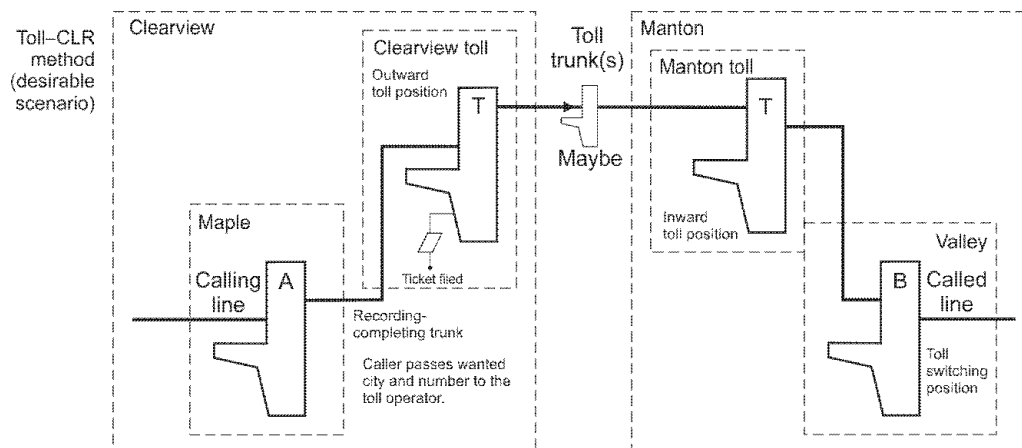 Toll–CLR
method
(desirable
scenario)
Clearview
Clearview toll
Outward
toll position
T
Ticket filed
Maple
Calling
line
A
Recording-
completing trunk
Caller passes wanted
city and number to the
toll operator.
Toll
trunk(s)
Maybe
Manton
Manton toll
T
Inward
toll position
Valley
B
Called
line
Toll
switching
position